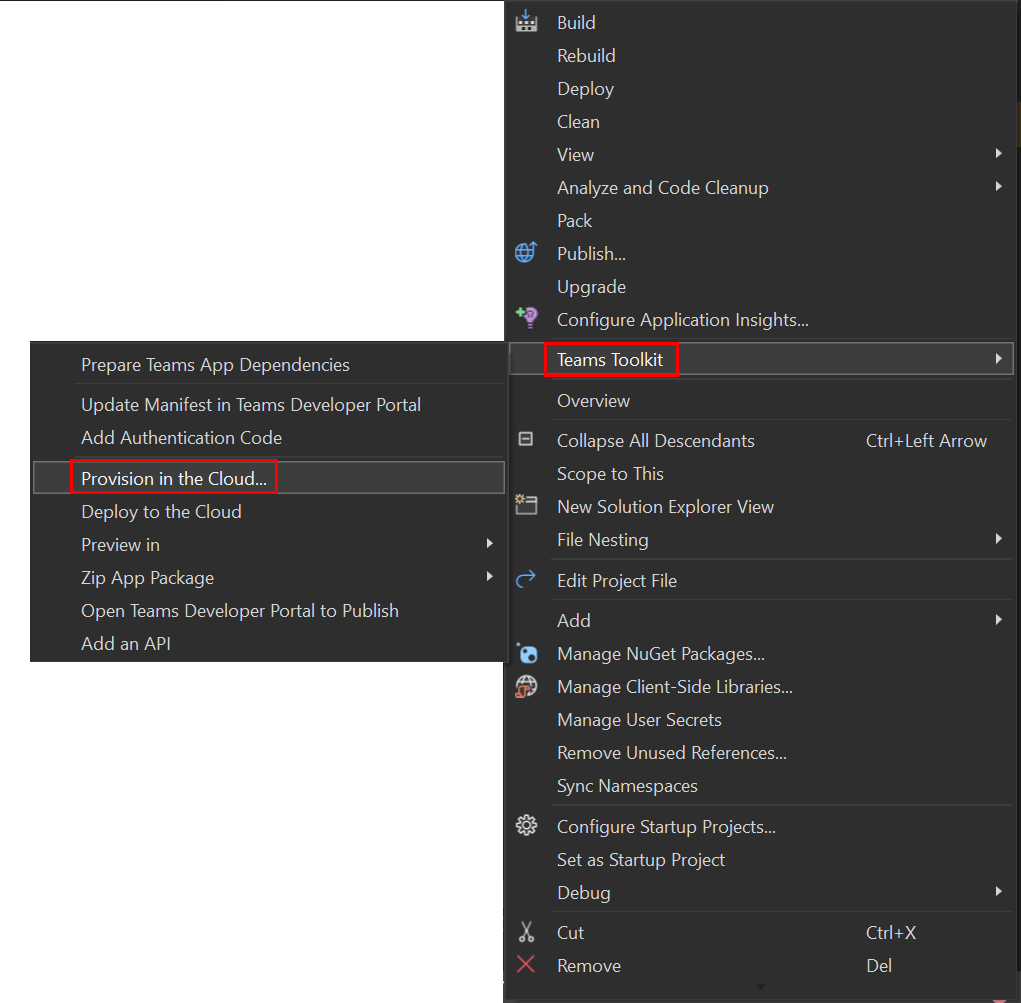 Build
Rebuild
Deploy
Clean
View
Analyze and Code Cleanup
Pack
Publish...
Upgrade
Configure Application Insights...
Teams Toolkit
Prepare Teams App Dependencies
Update Manifest in Teams Developer Portal
Add Authentication Code
Provision in the Cloud...
Deploy to the Cloud
Preview in
Zip App Package
Open Teams Developer Portal to Publish
Add an API
Overview
Collapse All Descendants Ctrl+Left Arrow
Scope to This
New Solution Explorer View
File Nesting
Edit Project File
Add
Manage NuGet Packages...
Manage Client-Side Libraries...
Manage User Secrets
Remove Unused References...
Sync Namespaces
Configure Startup Projects...
Set as Startup Project
Debug
Cut Ctrl+X
Remove Del